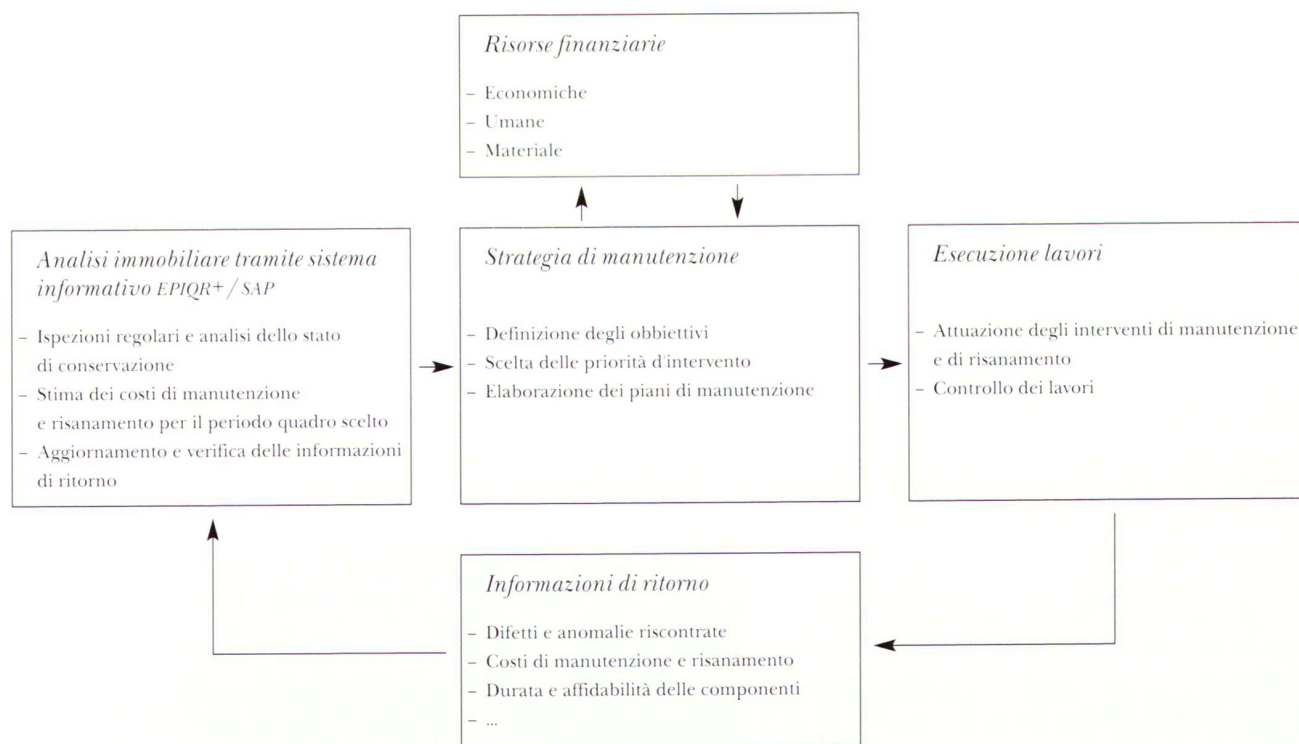 Risorse finanziarie
– Economiche
– Umane
– Materiale
Analisi immobiliare tramite sistema
informativo EPIQR+ / SAP
– Ispezioni regolari e analisi dello stato
di conservazione
– Stima dei costi di manutenzione
e risanamento per il periodo quadro scelto
– Aggiornamento e verifica delle informazioni
di ritorno
Strategia di manutenzione
– Definizione degli obbiettivi
– Scelta delle priorità d'intervento
– Elaborazione dei piani di manutenzione
Esecuzione lavori
– Attuazione degli interventi di manutenzione
e di risanamento
– Controllo dei lavori
Informazioni di ritorno
– Difetti e anomalie riscontrate
– Costi di manutenzione e risanamento
– Durata e affidabilità delle componenti
– ...